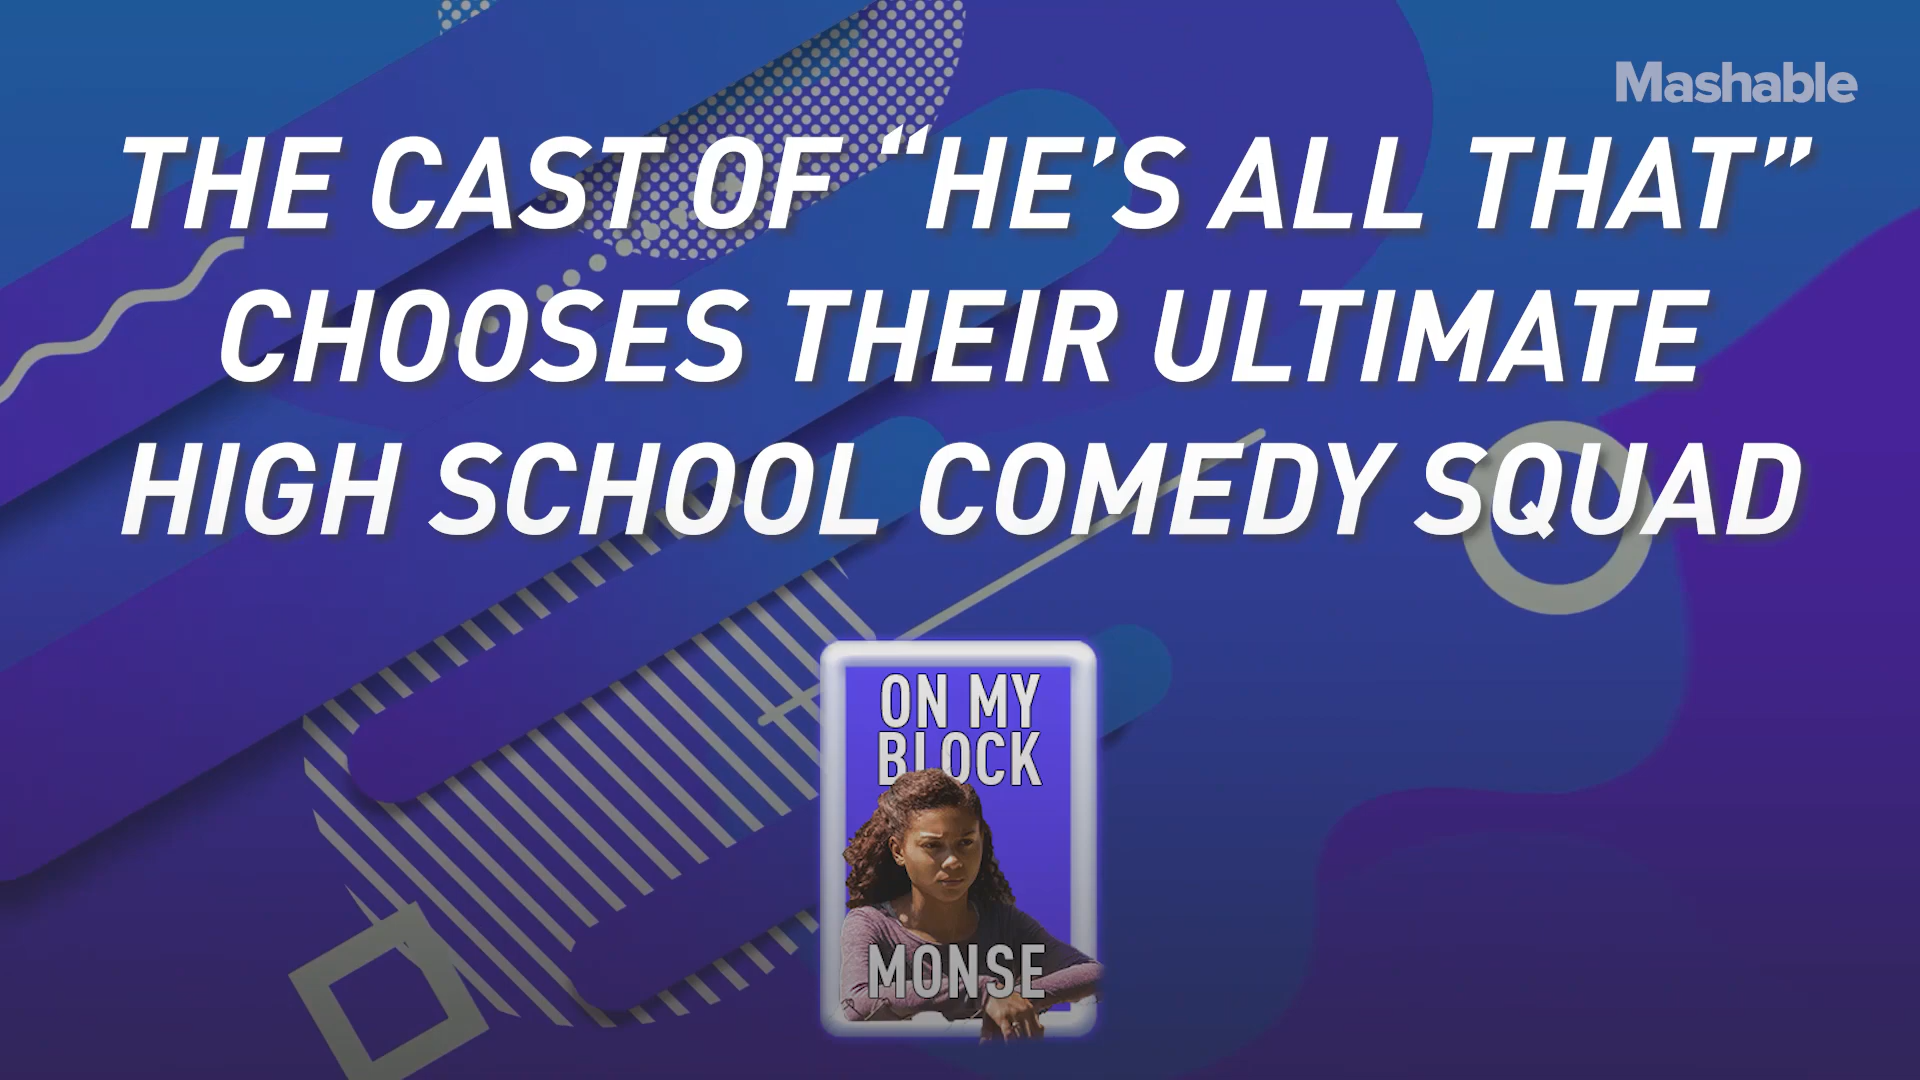 Mashable
THE CAST OF “HE’S ALL THAT”
CHOOSES THEIR ULTIMATE
HIGH SCHOOL COMEDY SQUAD
ON MY
BLOCK
MONSE